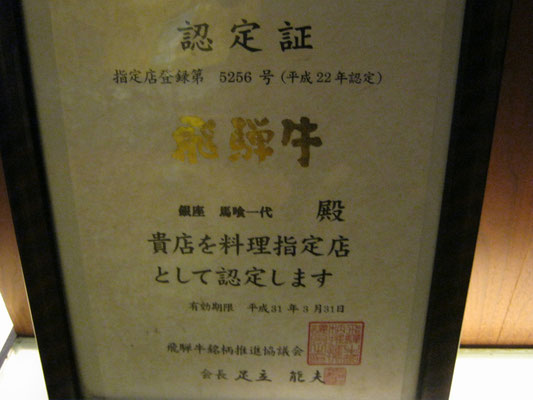 認定証
指定店登録第 5256 号(平成22年認定)
飛騨牛
銀座 馬喰一代 殿
貴店を料理指定店
として認定します
有効期限 平成31年3月31日
飛騨牛銘柄推進協議会
会長 足立 能夫